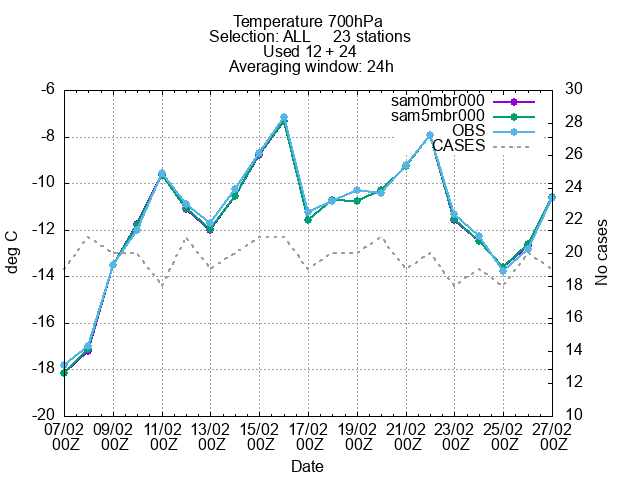 Temperature 700hPa
Selection: ALL 23 stations
Used 12 + 24
Averaging window: 24h
sam0mbr000
sam5mbr000
OBS
CASES
-6
-8
-10
-12
-14
-16
-18
-20
deg C
30
28
26
24
22
20
18
16
14
12
10
No cases
07/02 09/02 11/02 13/02 15/02 17/02 19/02 21/02 23/02 25/02 27/02
00Z 00Z 00Z 00Z 00Z 00Z 00Z 00Z 00Z 00Z 00Z
Date